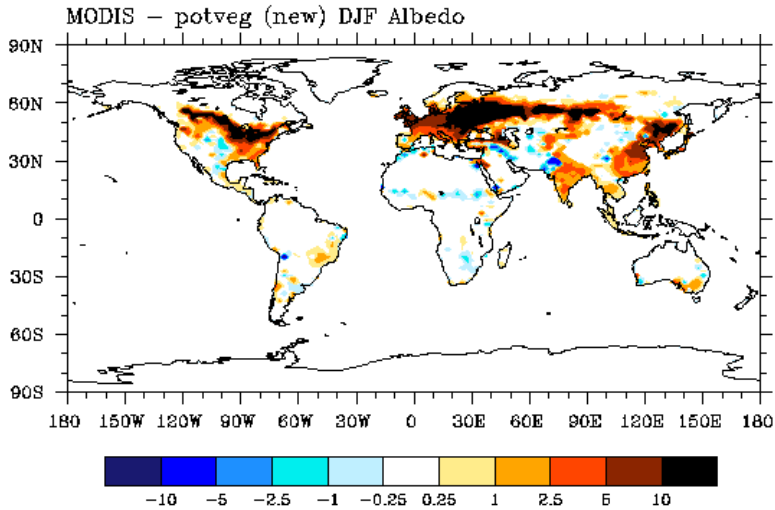 MODIS – potveg (new) DJF Albedo
90N
60N
30N
0
30S
60S
90S
180 150W 120W 90W 60W 30W 0 30E 60E 90E 120E 150E 180
-10 -5 -2.5 -1 -0.25 0.25 1 2.5 5 10